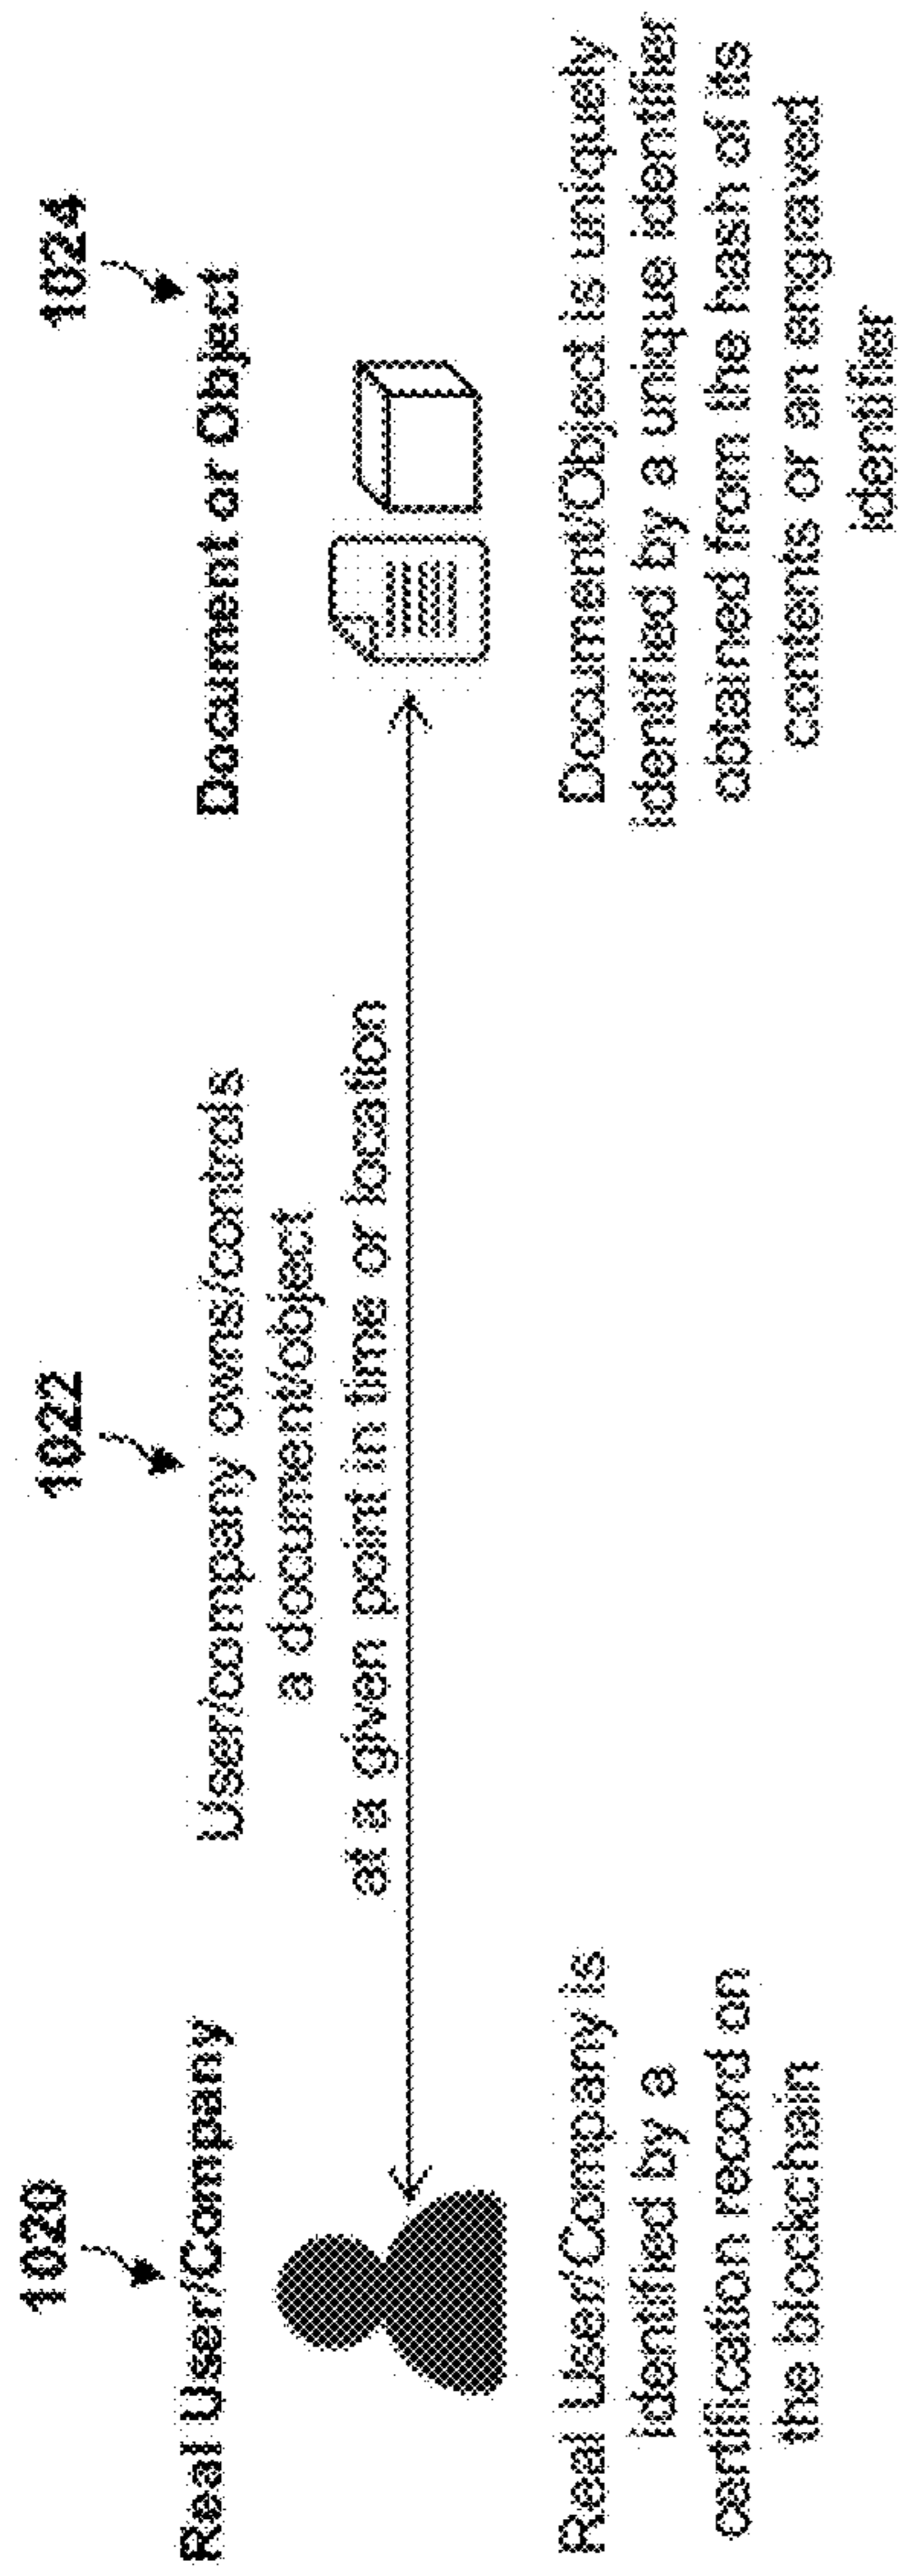 1020
Real User/Company
Real User/Company is
identified by a
certification record on
the blockchain
1022
User/company owns/controls
a document/object
at a given point in time or location
1024
Document or Object
Document/Object is uniquely
identified by a unique identifier
obtained from the hash of its
contents or an engraved
identifier